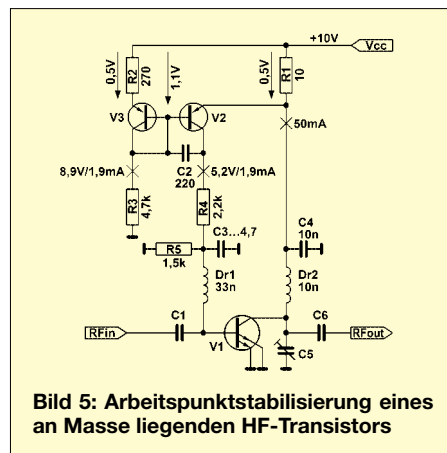 +10V
Vcc
0,5V
R2
270
1,1V
0,5V
R1
10
V3
V2
50mA
8,9V/1,9mA
C2
220
5,2V/1,9mA
R3
4,7k
R4
2,2k
R5
1,5k
C3...4,7
C4
10n
Dr1
33n
Dr2
10n
RFin
C1
V1
C6
RFout
C5
Bild 5: Arbeitspunktstabilisierung eines
an Masse liegenden HF-Transistors